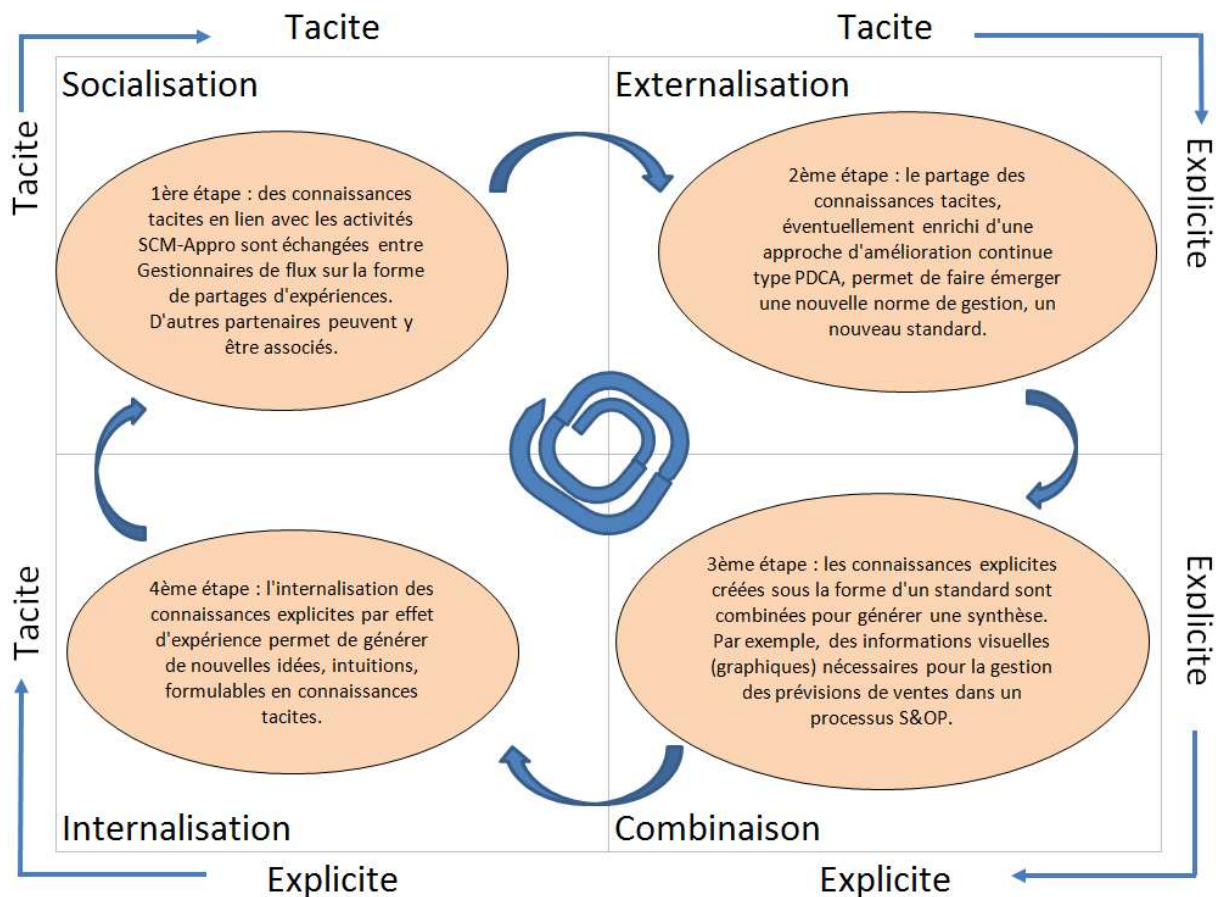 Tacite
Tacite
Tacite
Socialisation
Externalisation
Explicite
1ère étape : des connaissances
tacites en lien avec les activités
SCM-Appro sont échangées entre
Gestionnaires de flux sur la forme
de partages d'expériences.
D'autres partenaires peuvent y
être associés.
2ème étape : le partage des
connaissances tacites,
éventuellement enrichi d'une
approche d'amélioration continue
type PDCA, permet de faire émerger
une nouvelle norme de gestion, un
nouveau standard.
Tacite
4ème étape : l'internalisation des
connaissances explicites par effet
d'expérience permet de générer
de nouvelles idées, intuitions,
formulables en connaissances
tacites.
3ème étape : les connaissances explicites
créées sous la forme d'un standard sont
combinées pour générer une synthèse.
Par exemple, des informations visuelles
(graphiques) nécessaires pour la gestion
des prévisions de ventes dans un
processus S&OP.
Explicite
Internalisation
Combinaison
Explicite
Explicite